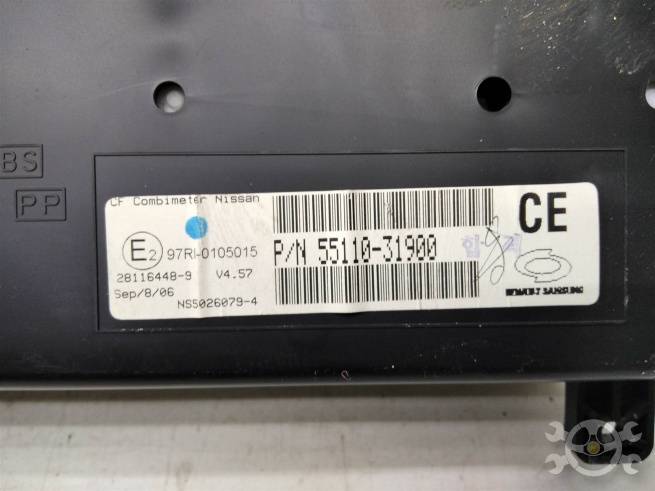 BS
PP
CF Combimeter Nissan
E2 97RI-0105015
28116448-9 V4.57
Sep/8/06
NS5026079-4
P/N 55110-31900
CE
RENAULT SAMSUNG